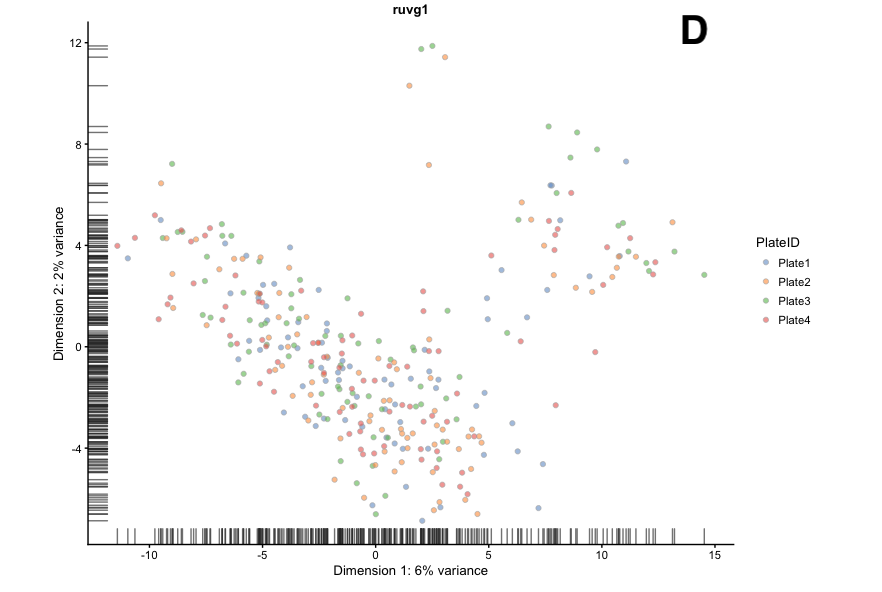 ruvg1
D
12
8
4
0
-4
Dimension 2: 2% variance
-10
-5
0
5
10
15
Dimension 1: 6% variance
PlateID
Plate1
Plate2
Plate3
Plate4